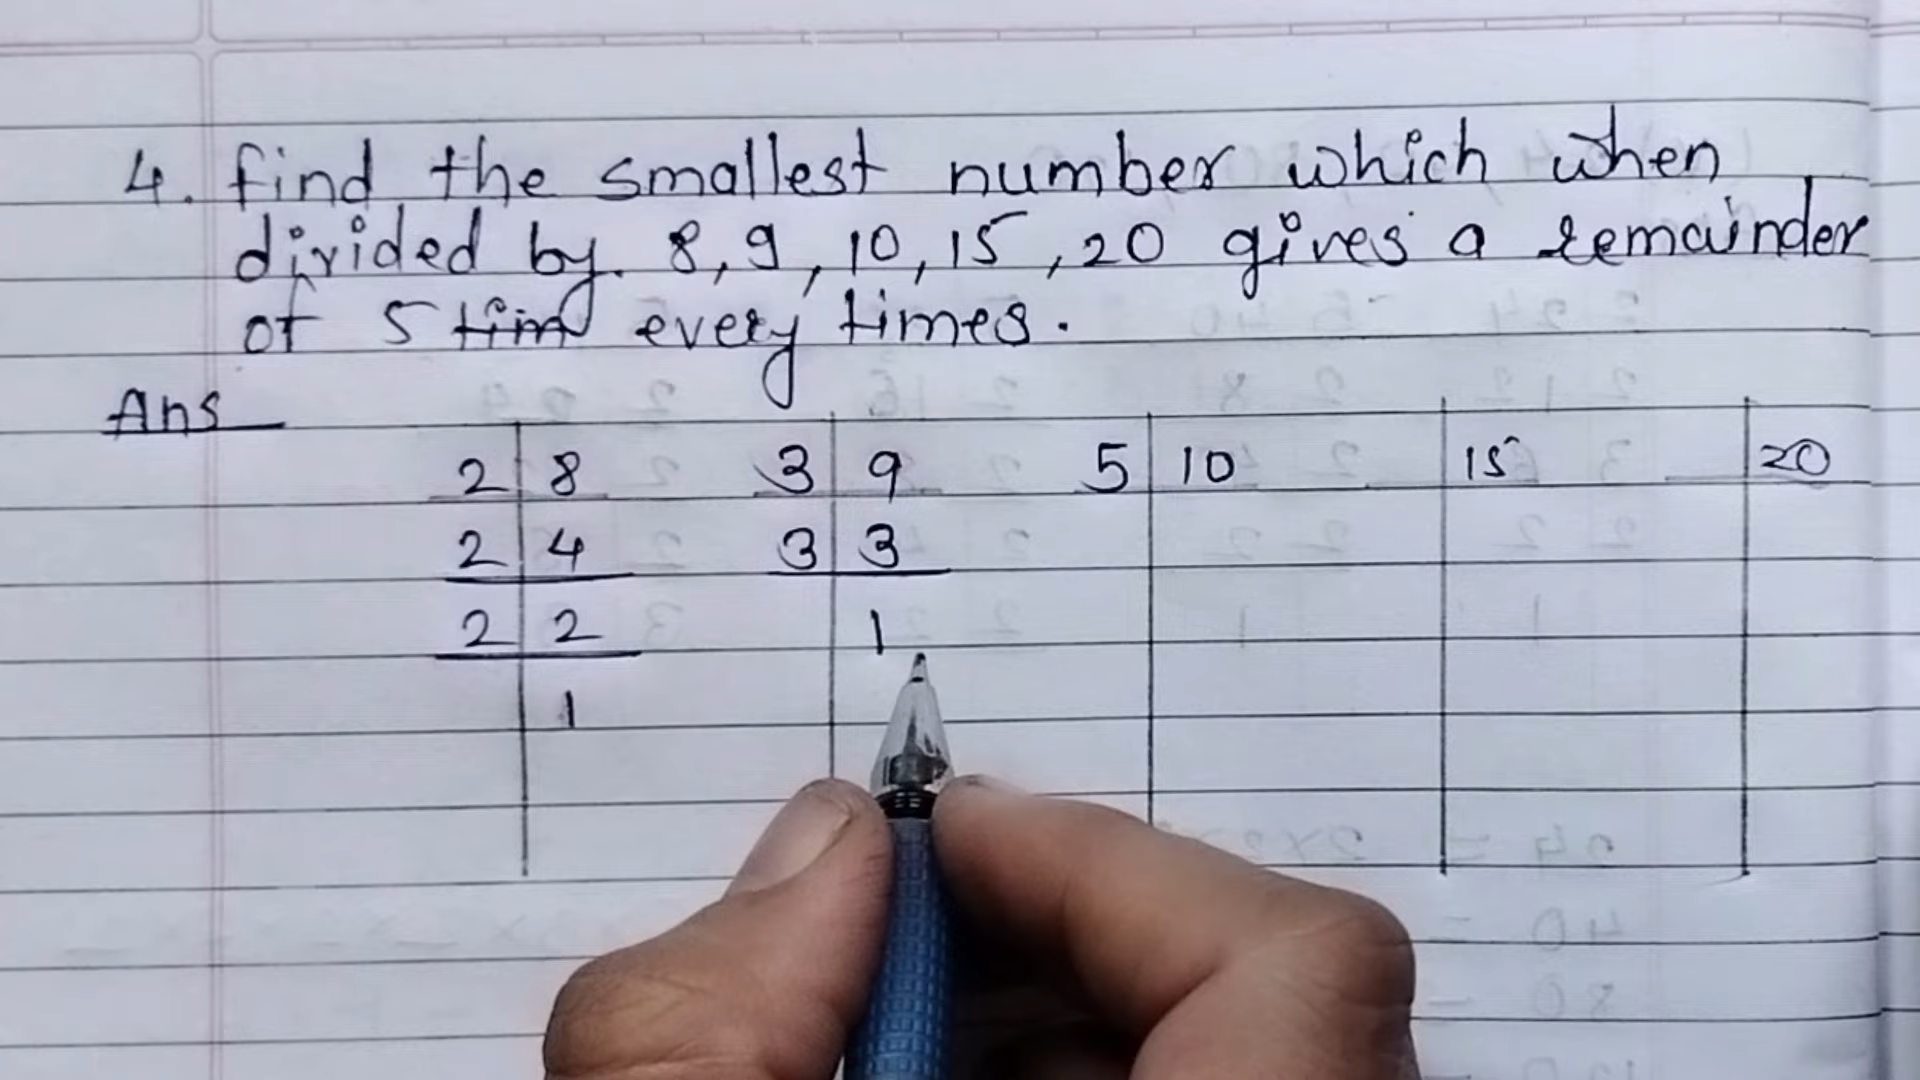 4. find the smallest number which when
divided by. 8, 9, 10, 15, 20 gives a remainder
of 5 tim every times.
Ans
2 8 3 9 5 10 15 20
2 4 3 3
2 2 1
1